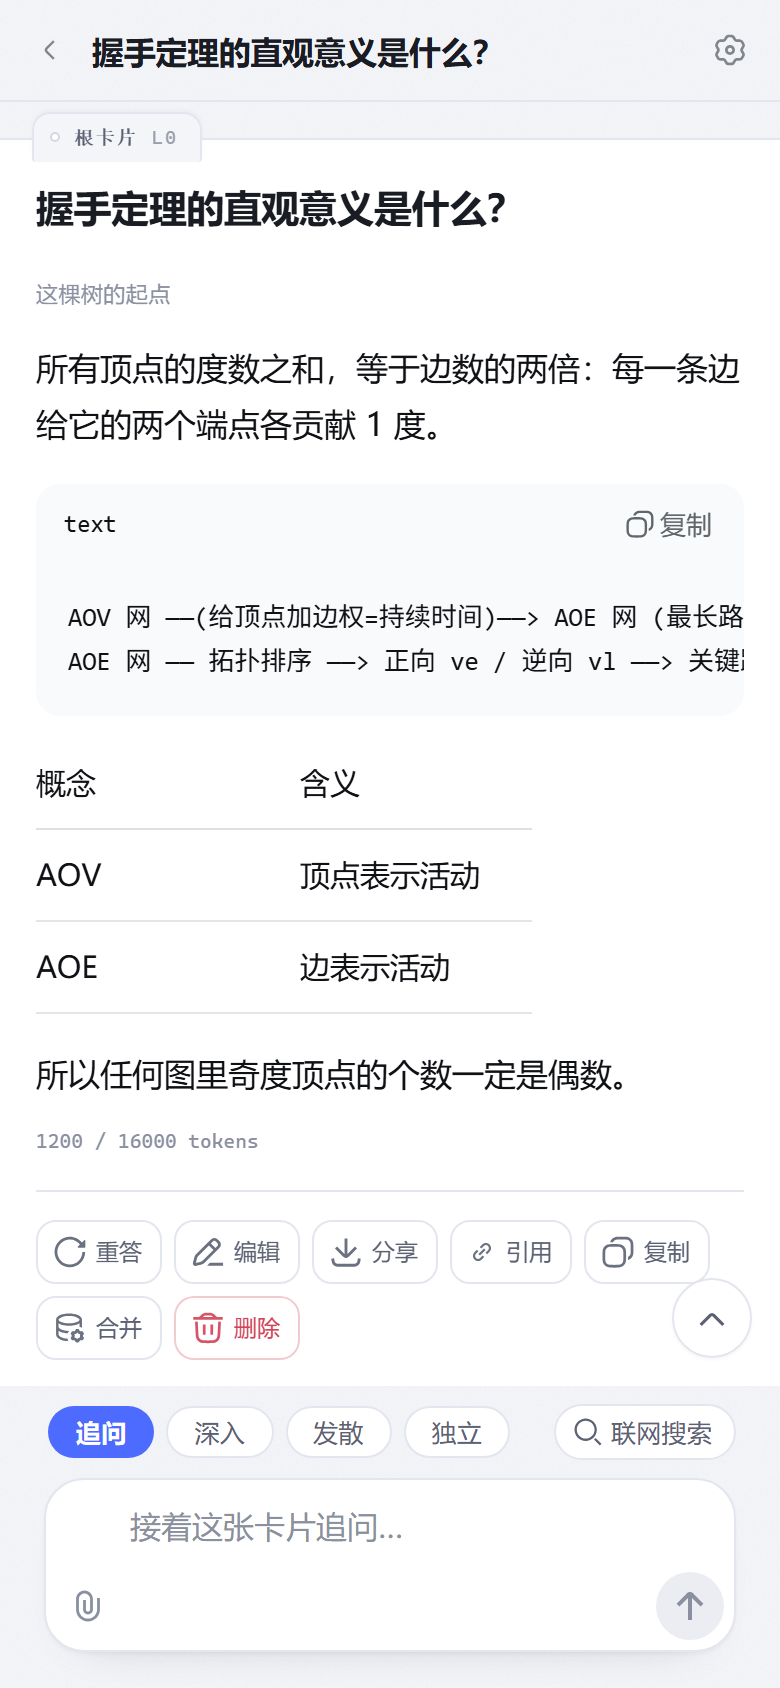 握手定理的直观意义是什么？
根卡片 L0
握手定理的直观意义是什么？
这棵树的起点
所有顶点的度数之和，等于边数的两倍：每一条边
给它的两个端点各贡献 1 度。
text 复制
AOV 网 ——(给顶点加边权=持续时间)——> AOE 网 (最长路
AOE 网 —— 拓扑排序 ——> 正向 ve / 逆向 vl ——> 关键
概念 含义
AOV 顶点表示活动
AOE 边表示活动
所以任何图里奇度顶点的个数一定是偶数。
1200 / 16000 tokens
重答 编辑 分享 引用 复制
合并 删除
追问 深入 发散 独立 联网搜索
接着这张卡片追问...